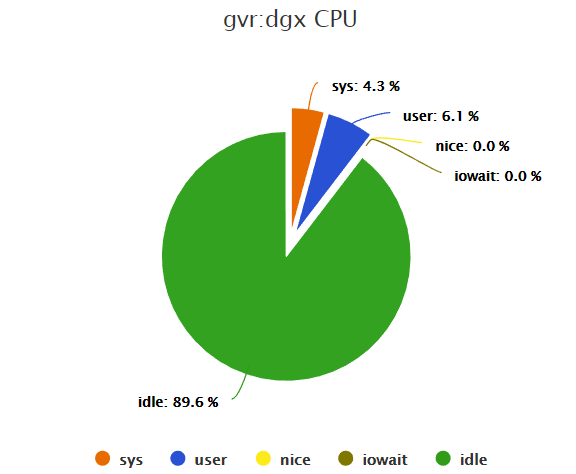 gvr:dgx CPU
sys: 4.3 %
user: 6.1 %
nice: 0.0 %
iowait: 0.0 %
idle: 89.6 %
sys user nice iowait idle